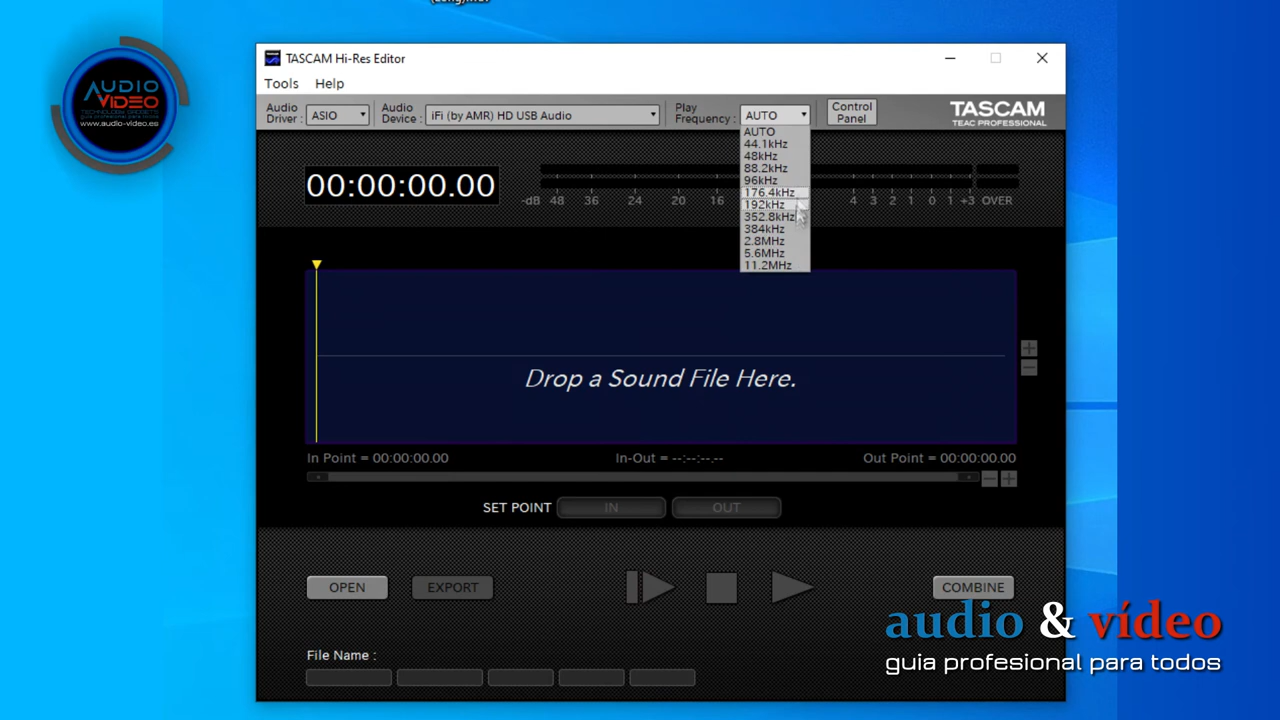 AUDIO
VIDEO
www.audio-video.es
TASCAM Hi-Res Editor
Tools Help
Audio Driver : ASIO
Audio Device : iFi (by AMR) HD USB Audio
Play Frequency : AUTO
Control Panel
TASCAM
TEAC PROFESSIONAL
AUTO
44.1kHz
48kHz
88.2kHz
96kHz
176.4kHz
192kHz
352.8kHz
384kHz
2.8MHz
5.6MHz
11.2MHz
00:00:00.00
-dB 48 36 24 20 16 4 3 2 1 0 1 +3 OVER
Drop a Sound File Here.
In Point = 00:00:00.00 In-Out = --:--:--.-- Out Point = 00:00:00.00
SET POINT IN OUT
OPEN EXPORT COMBINE
File Name :
audio & vídeo
guia profesional para todos